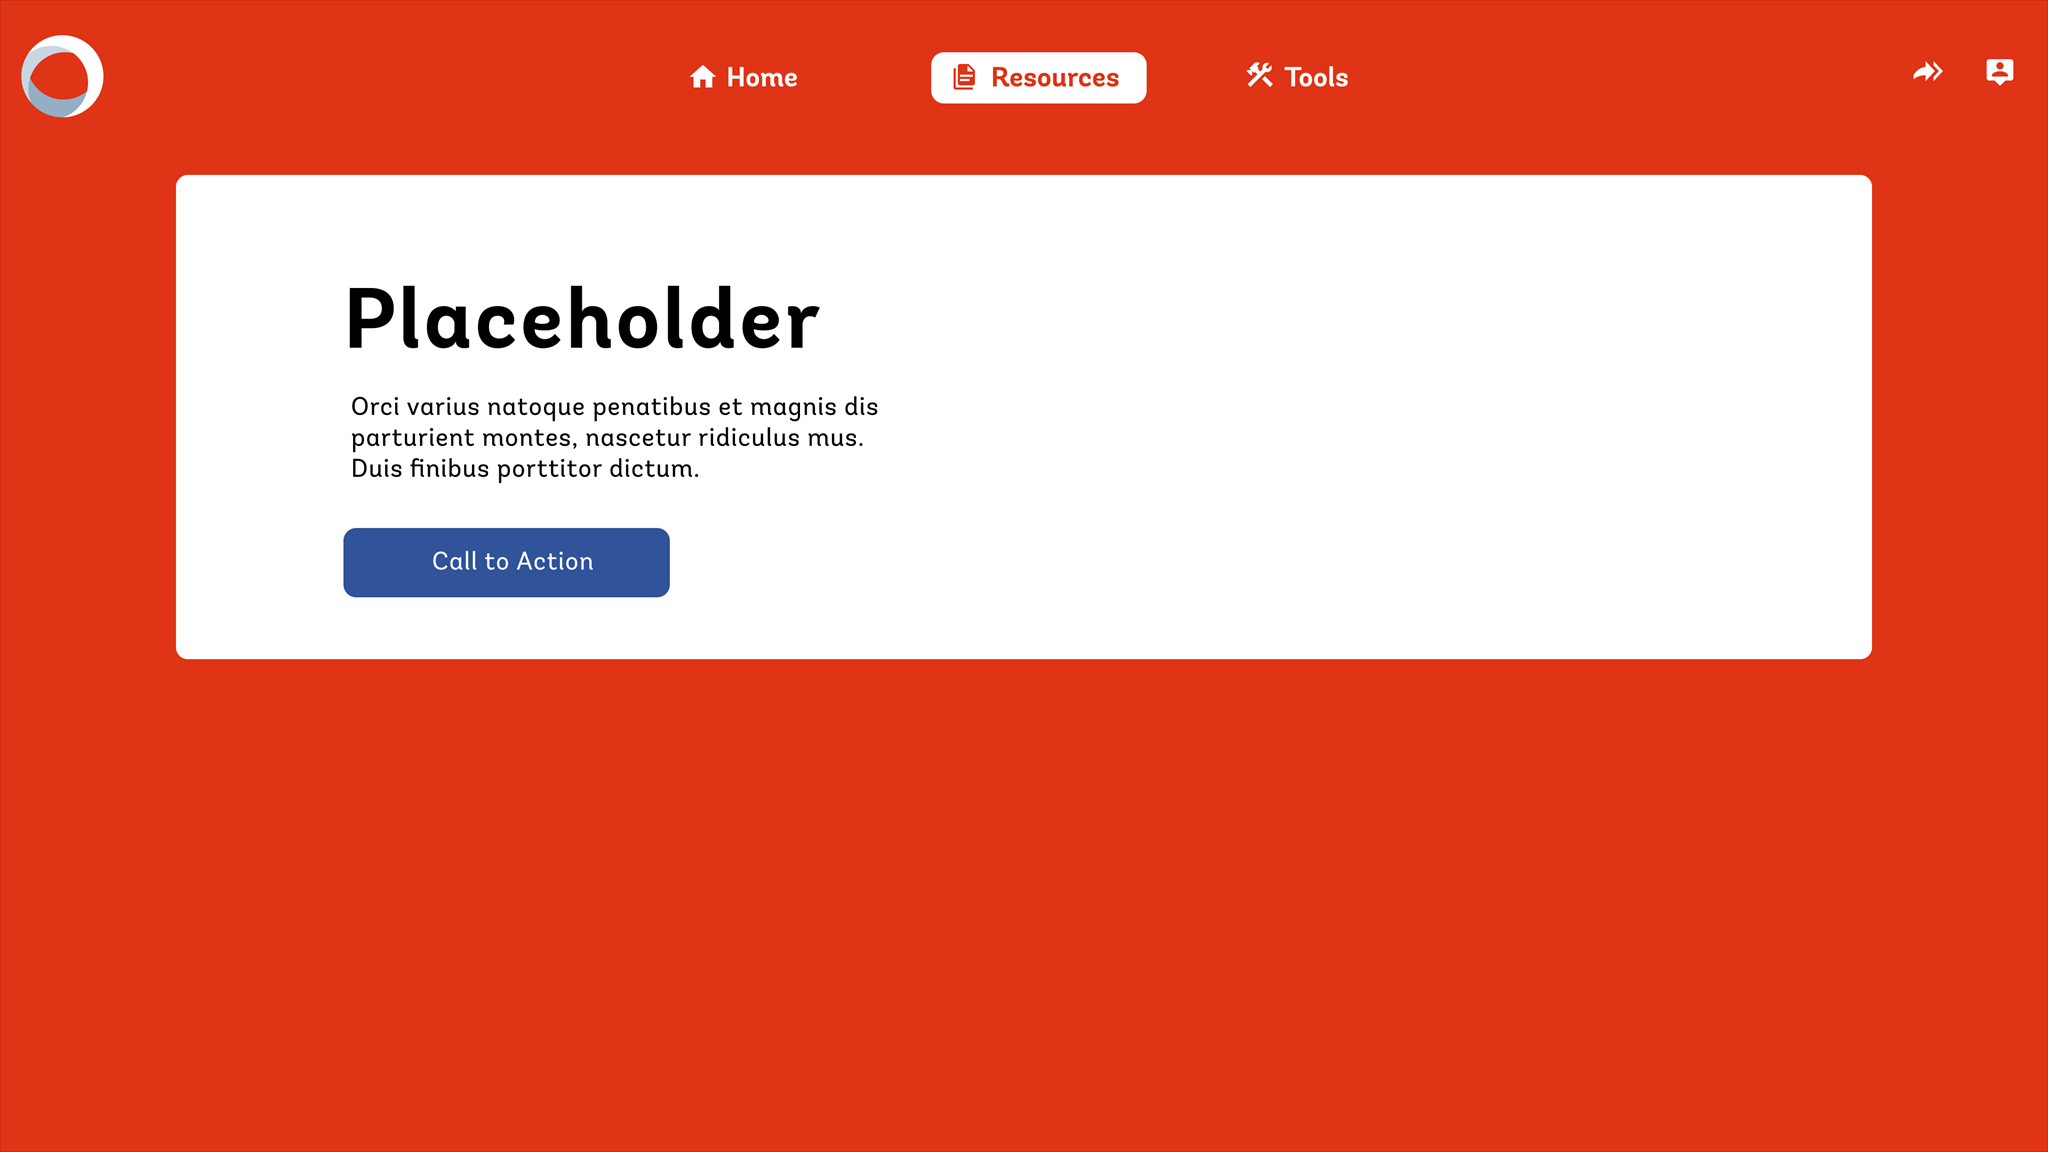 Home
Resources
Tools
Placeholder
Orci varius natoque penatibus et magnis dis
parturient montes, nascetur ridiculus mus.
Duis finibus porttitor dictum.
Call to Action